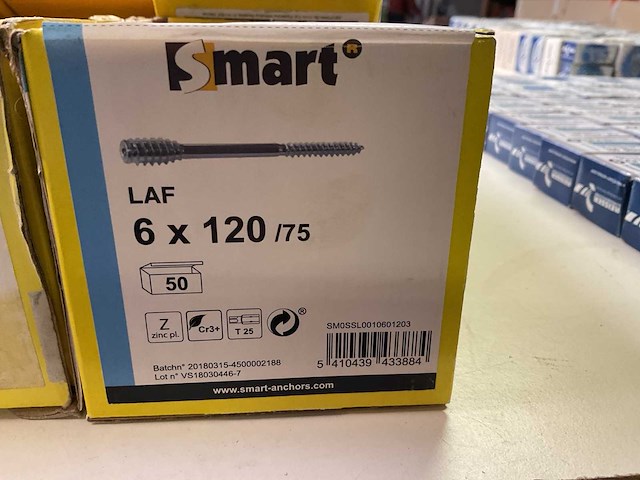 Smart®
LAF
6 x 120 /75
50
Z
zinc pl.
Cr3+
T 25
®
SM0SSL0010601203
5 410439 433884
Batchn° 20180315-4500002188
Lot n° VS18030446-7
www.smart-anchors.com